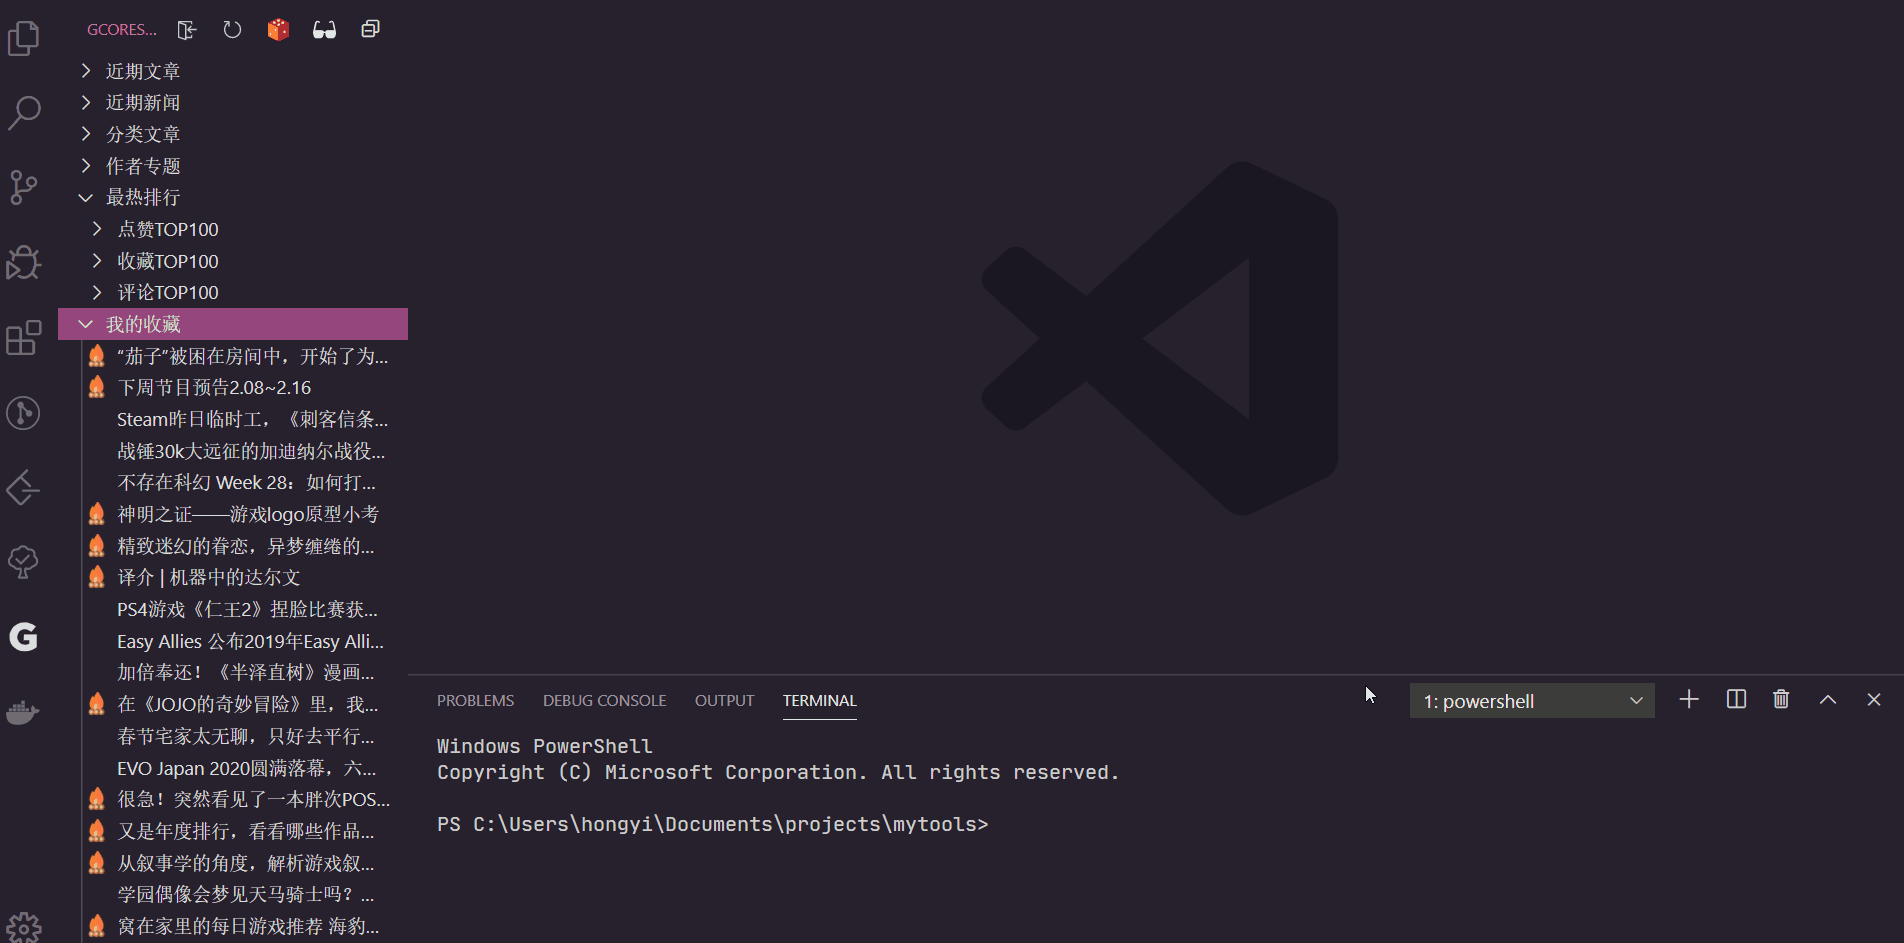 GCORES...
近期文章
近期新闻
分类文章
作者专题
最热排行
点赞TOP100
收藏TOP100
评论TOP100
我的收藏
“茄子”被困在房间中，开始了为...
下周节目预告2.08~2.16
Steam昨日临时工，《刺客信条...
战锤30k大远征的加迪纳尔战役...
不存在科幻 Week 28：如何打...
神明之证——游戏logo原型小考
精致迷幻的眷恋，异梦缠绻的...
译介 | 机器中的达尔文
PS4游戏《仁王2》捏脸比赛获...
Easy Allies 公布2019年Easy Alli...
加倍奉还！《半泽直树》漫画...
在《JOJO的奇妙冒险》里，我...
春节宅家太无聊，只好去平行...
EVO Japan 2020圆满落幕，六...
很急！突然看见了一本胖次POS...
又是年度排行，看看哪些作品...
从叙事学的角度，解析游戏叙...
学园偶像会梦见天马骑士吗？...
窝在家里的每日游戏推荐 海豹...
PROBLEMS DEBUG CONSOLE OUTPUT TERMINAL 1: powershell
Windows PowerShell
Copyright (C) Microsoft Corporation. All rights reserved.
PS C:\Users\hongyi\Documents\projects\mytools>